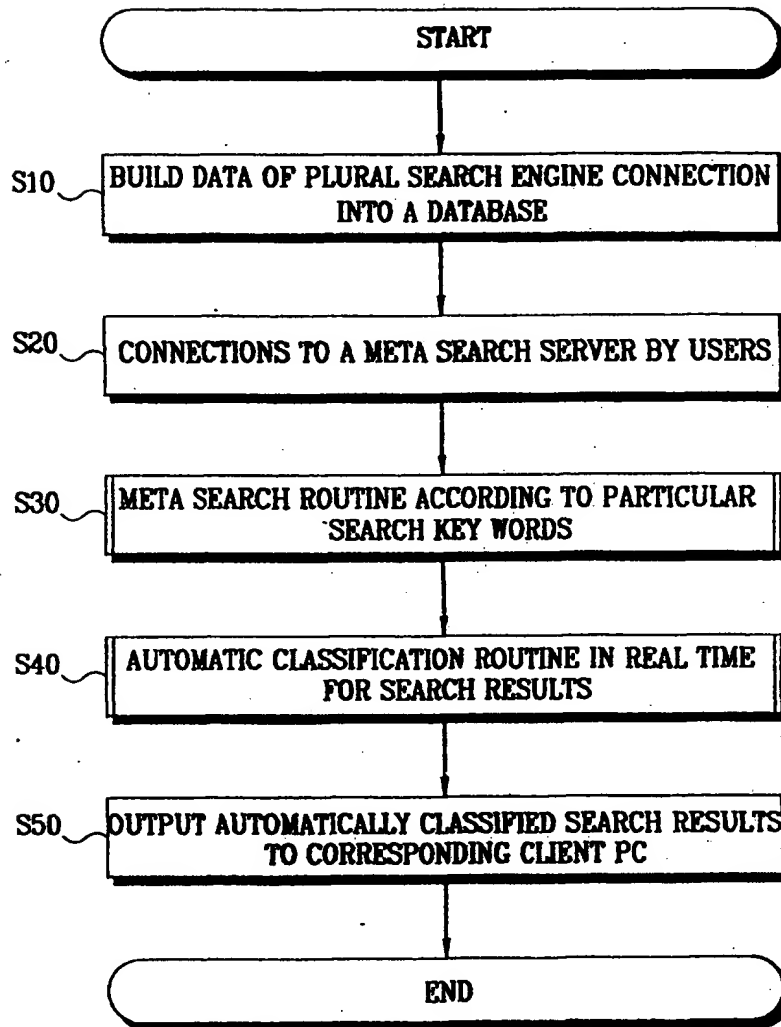 START
S10
BUILD DATA OF PLURAL SEARCH ENGINE CONNECTION
INTO A DATABASE
S20
CONNECTIONS TO A META SEARCH SERVER BY USERS
S30
META SEARCH ROUTINE ACCORDING TO PARTICULAR
SEARCH KEY WORDS
S40
AUTOMATIC CLASSIFICATION ROUTINE IN REAL TIME
FOR SEARCH RESULTS
S50
OUTPUT AUTOMATICALLY CLASSIFIED SEARCH RESULTS
TO CORRESPONDING CLIENT PC
END